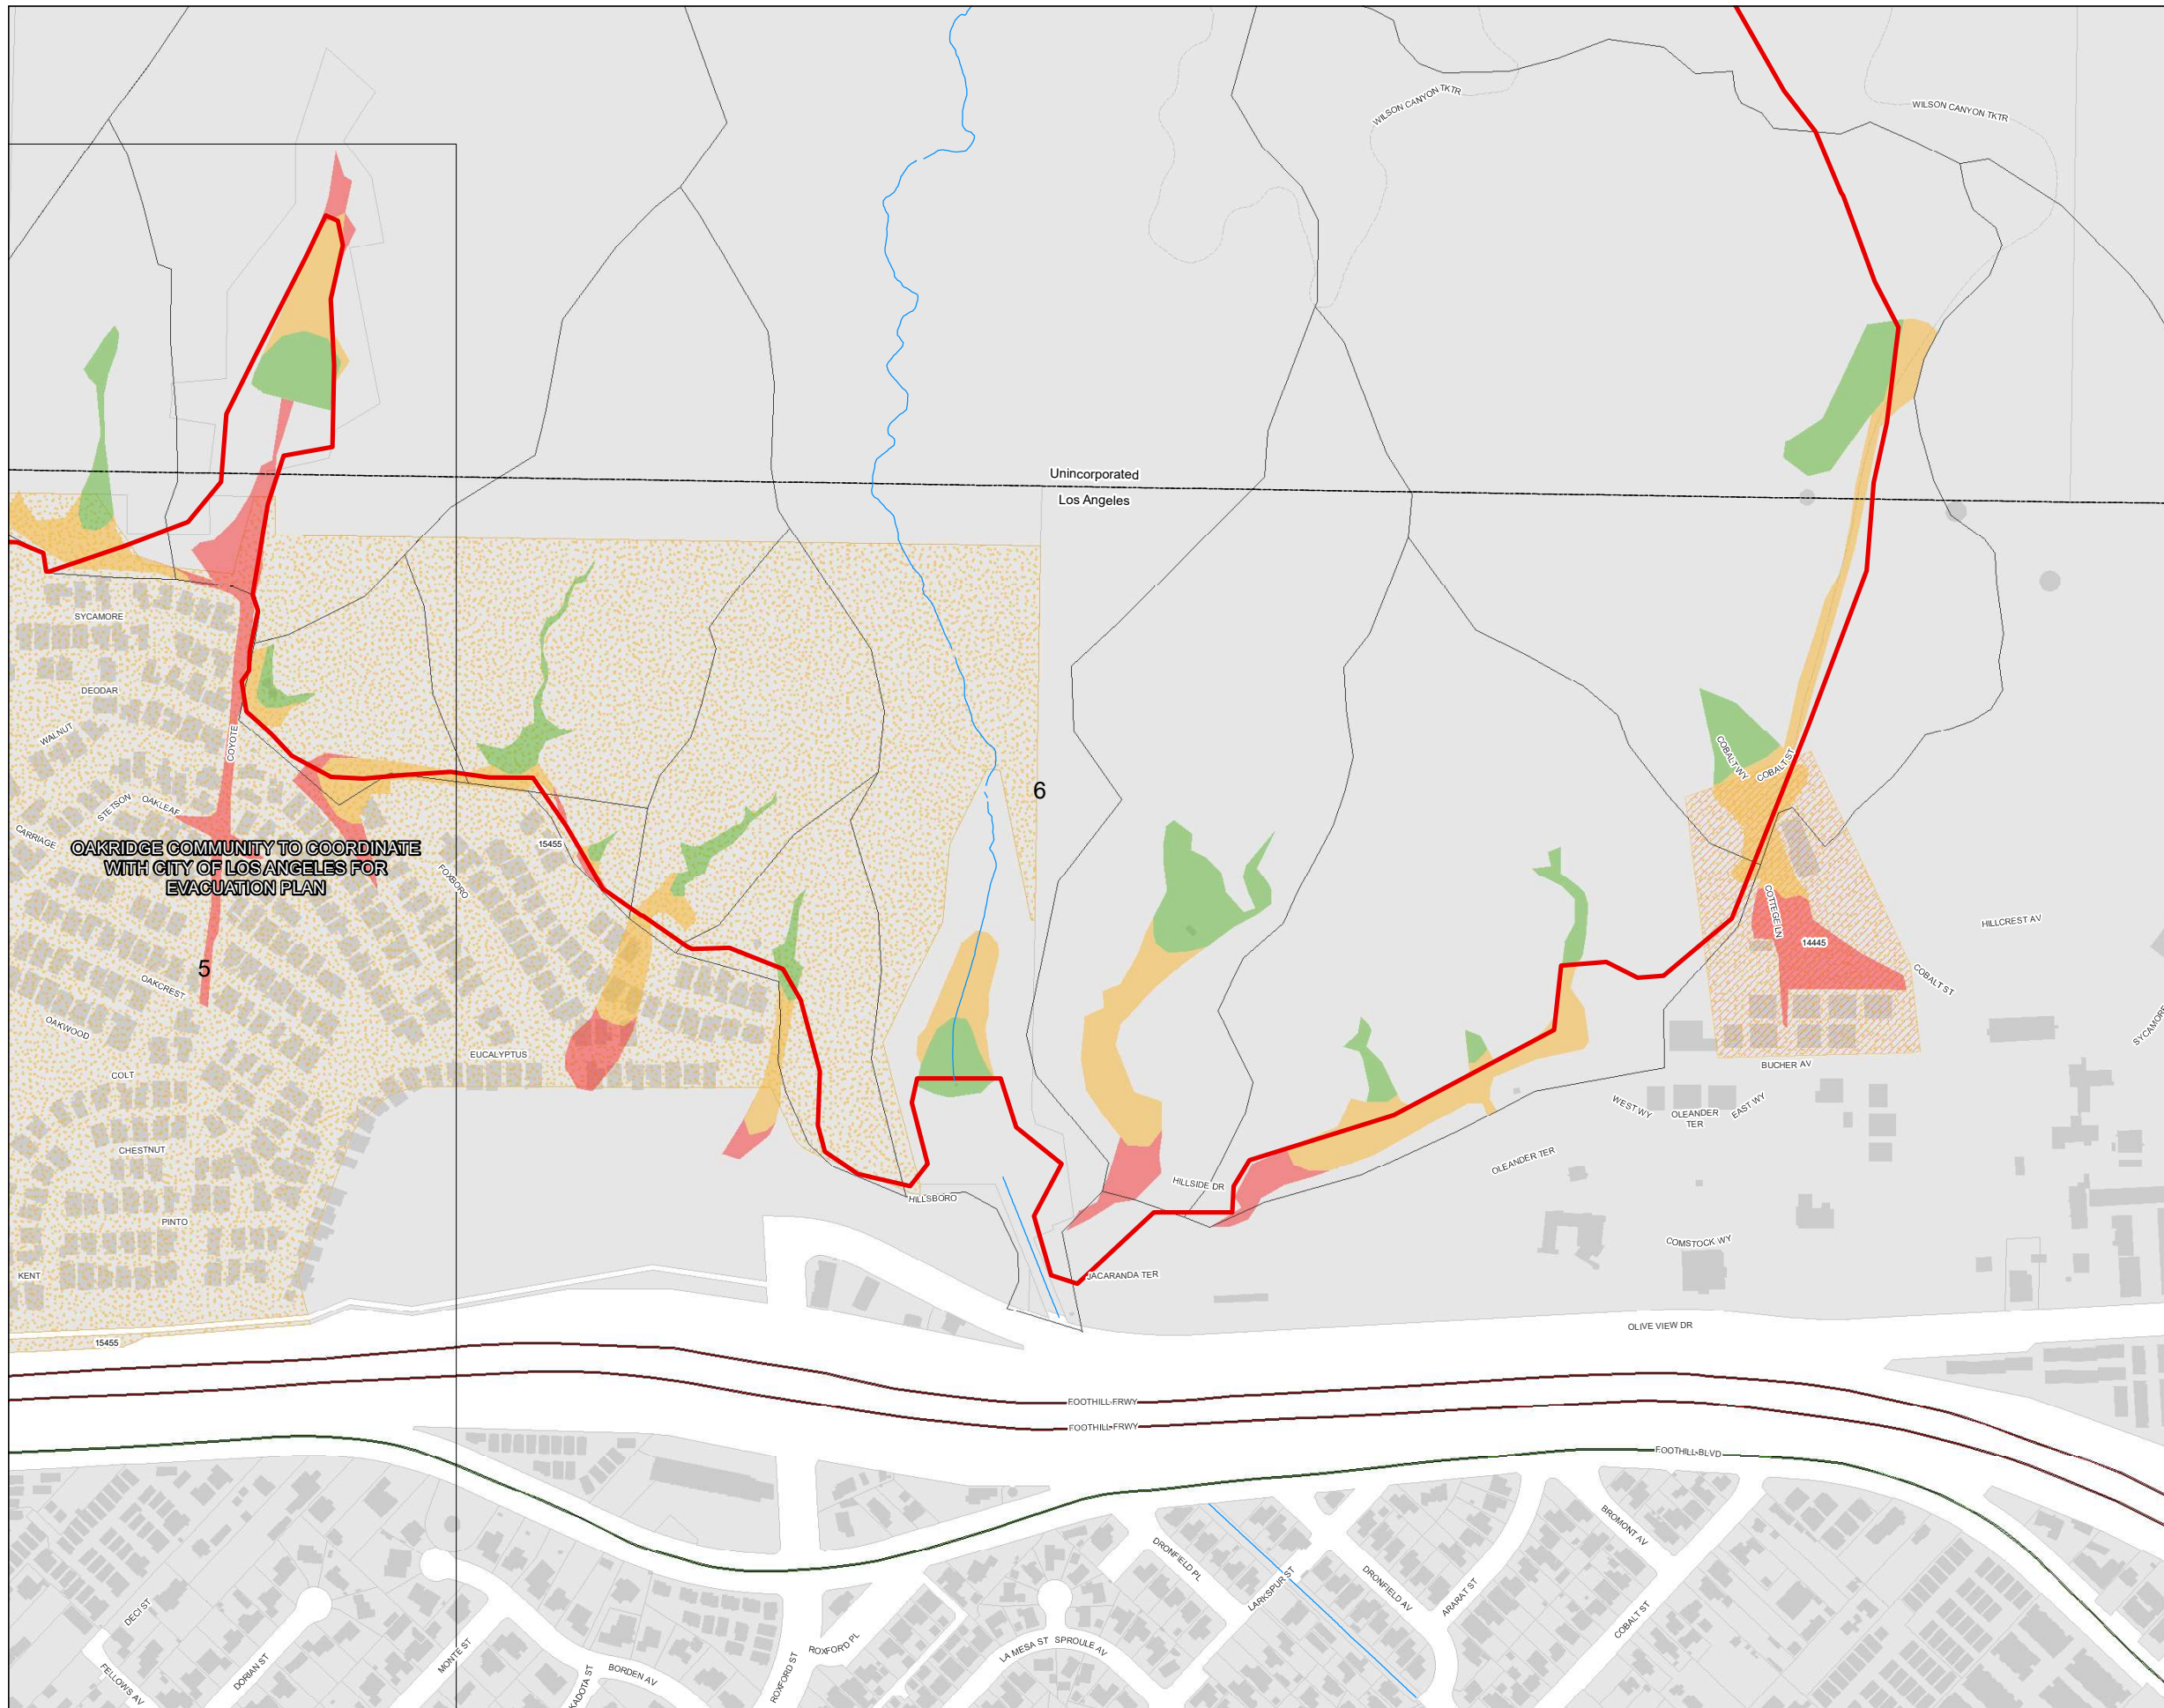 WILSON CANYON TKTR
WILSON CANYON TKTR
Unincorporated
Los Angeles
SYCAMORE
DEODAR
WALNUT
COYOTE
COBALT WY
COBALT ST
6
STETSON
OAKLEAF
CARRIAGE
15455
OAKRIDGE COMMUNITY TO COORDINATE
WITH CITY OF LOS ANGELES FOR
EVACUATION PLAN
FOXBORO
COTTEGE LN
HILLCREST AV
14445
5
OAKCREST
COBALT ST
OAKWOOD
SYCAMORE
EUCALYPTUS
COLT
BUCHER AV
WEST WY
OLEANDER
TER
EAST WY
CHESTNUT
OLEANDER TER
HILLSIDE DR
HILLSBORO
PINTO
COMSTOCK WY
KENT
JACARANDA TER
OLIVE VIEW DR
15455
FOOTHILL FRWY
FOOTHILL FRWY
FOOTHILL BLVD
BROMONT AV
DRONFIELD PL
LARKSPUR ST
DRONFIELD AV
ARARAT ST
COBALT ST
DECI ST
FELLOWS AV
DORIAN ST
MONTE ST
KADOTA ST
BORDEN AV
ROXFORD ST
ROXFORD PL
LA MESA ST
SPROULE AV